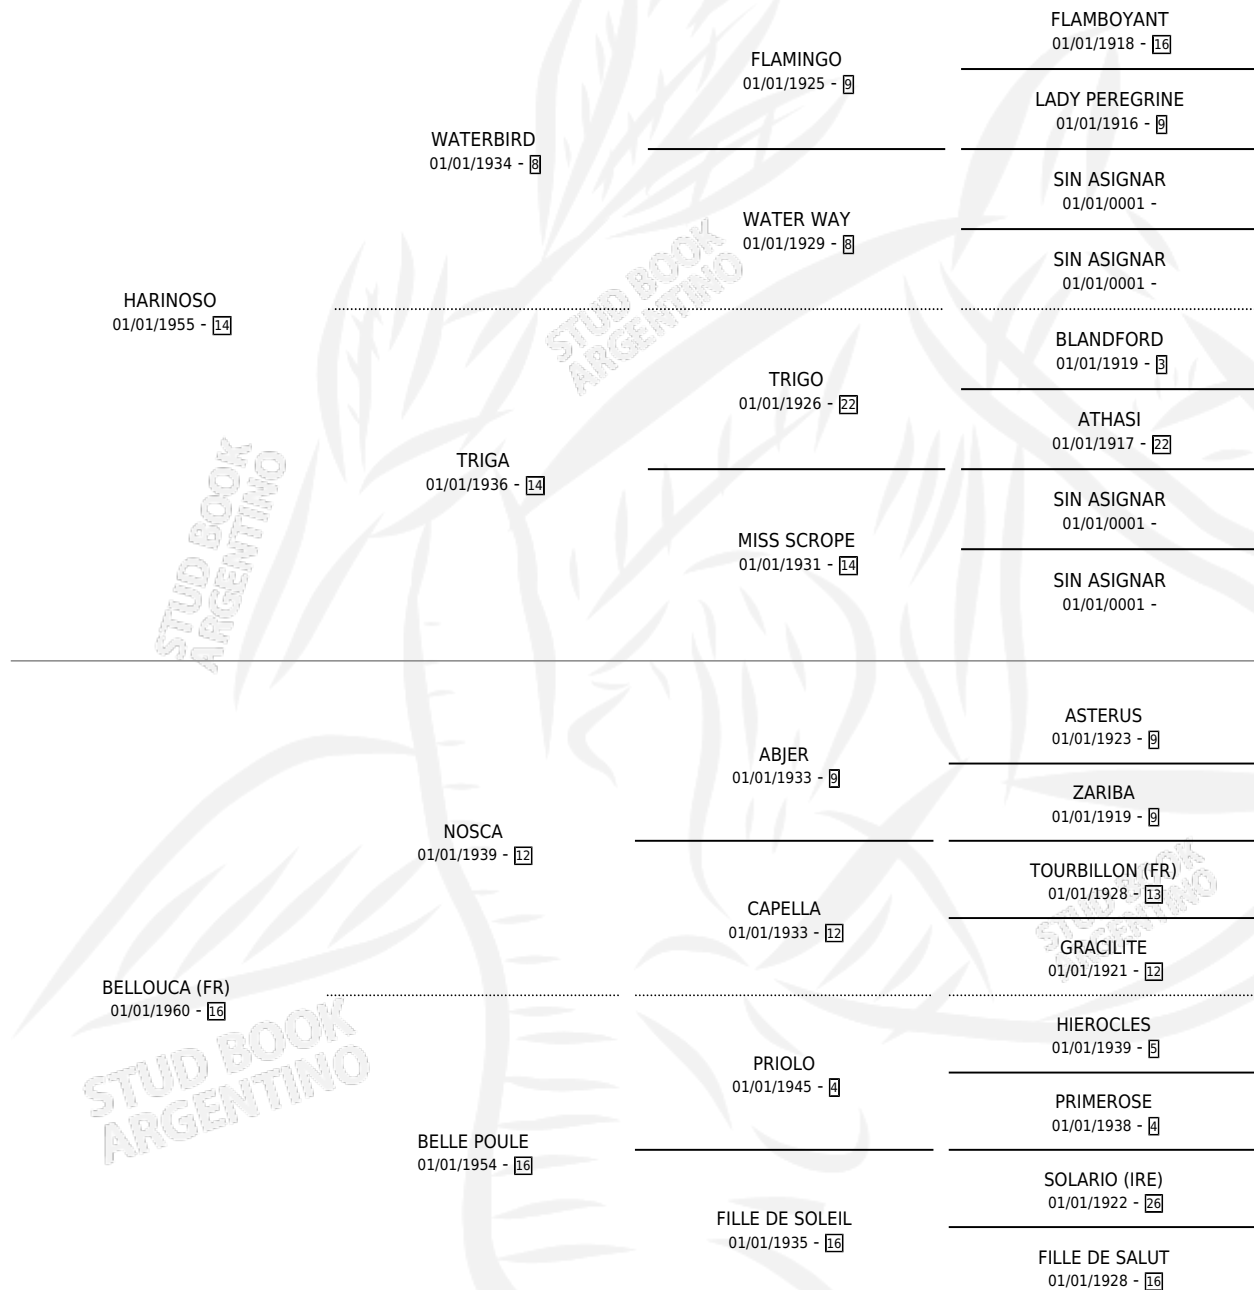 FLAMBOYANT
01/01/1918 - 16
FLAMINGO
01/01/1925 - 9
LADY PEREGRINE
01/01/1916 - 9
WATERBIRD
01/01/1934 - 8
SIN ASIGNAR
01/01/0001 -
WATER WAY
01/01/1929 - 8
SIN ASIGNAR
01/01/0001 -
HARINOSO
01/01/1955 - 14
BLANDFORD
01/01/1919 - 3
TRIGO
01/01/1926 - 22
ATHASI
01/01/1917 - 22
TRIGA
01/01/1936 - 14
SIN ASIGNAR
01/01/0001 -
MISS SCROPE
01/01/1931 - 14
SIN ASIGNAR
01/01/0001 -
STUD BOOK
ARGENTINO
STUD BOOK
ARGENTINO
ASTERUS
01/01/1923 - 9
ABJER
01/01/1933 - 9
ZARIBA
01/01/1919 - 9
NOSCA
01/01/1939 - 12
TOURBILLON (FR)
01/01/1928 - 13
CAPELLA
01/01/1933 - 12
GRACILITE
01/01/1921 - 12
STUD BOOK
ARGENTINO
BELLOUCA (FR)
01/01/1960 - 16
HIEROCLES
01/01/1939 - 5
PRIOLO
01/01/1945 - 4
PRIMEROSE
01/01/1938 - 4
STUD BOOK
ARGENTINO
BELLE POULE
01/01/1954 - 16
SOLARIO (IRE)
01/01/1922 - 26
FILLE DE SOLEIL
01/01/1935 - 16
FILLE DE SALUT
01/01/1928 - 16